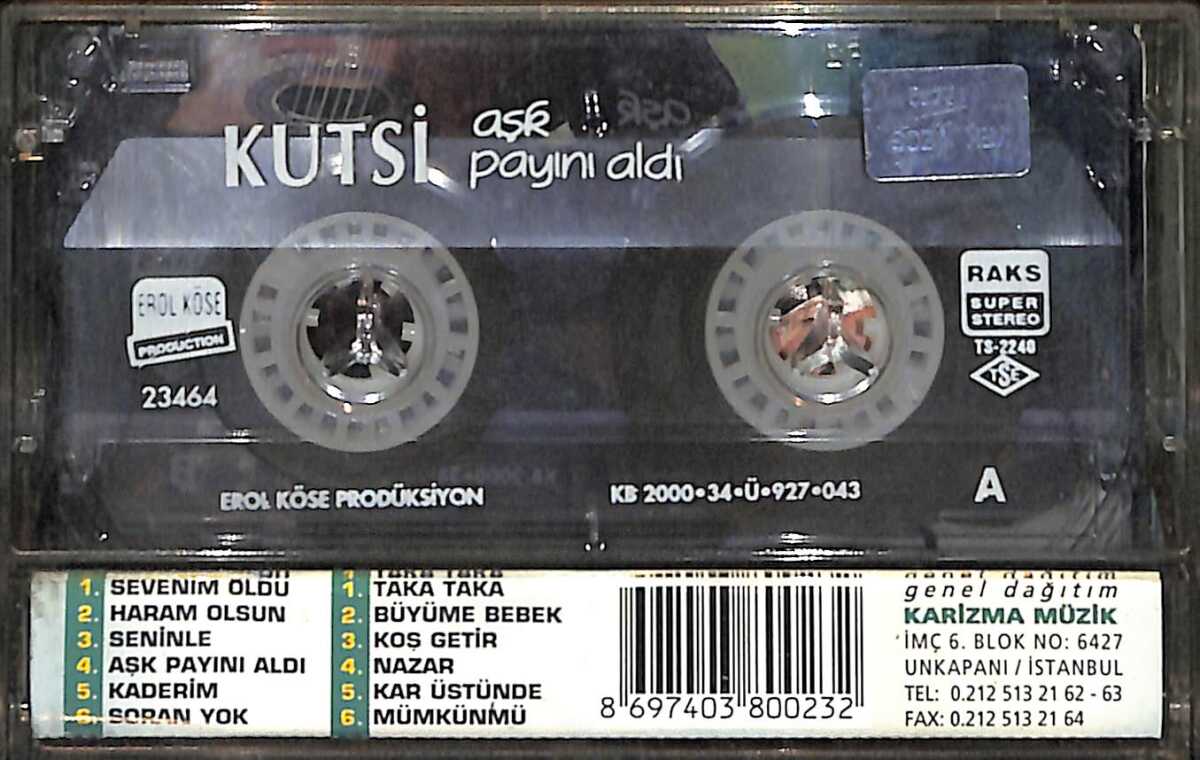 KUTSİ
aşk
payını aldı
EROL KÖSE
PRODUCTION
23464
RAKS
SUPER
STEREO
TS-2240
TSE
EROL KÖSE PRODÜKSİYON
KB 2000•34•Ü•927•043
A
1. SEVENİM OLDU
2. HARAM OLSUN
3. SENİNLE
4. AŞK PAYINI ALDI
5. KADERİM
6. SORAN YOK
1. TAKA TAKA
2. BÜYÜME BEBEK
3. KOŞ GETİR
4. NAZAR
5. KAR ÜSTÜNDE
6. MÜMKÜNMÜ
8 697403 800232
genel dağıtım
KARİZMA MÜZİK
İMÇ 6. BLOK NO: 6427
UNKAPANI / İSTANBUL
TEL: 0.212 513 21 62 - 63
FAX: 0.212 513 21 64